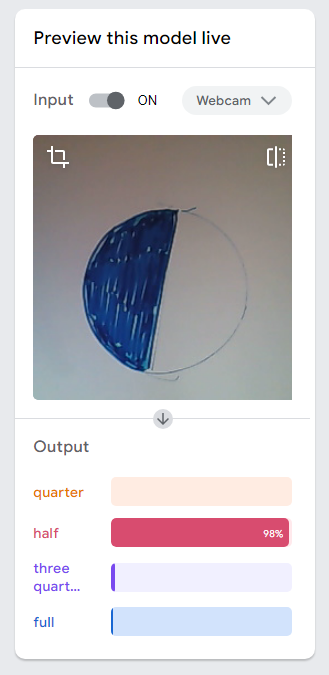 Preview this model live
Input ON Webcam
Output
quarter
half 98%
three
quart...
full